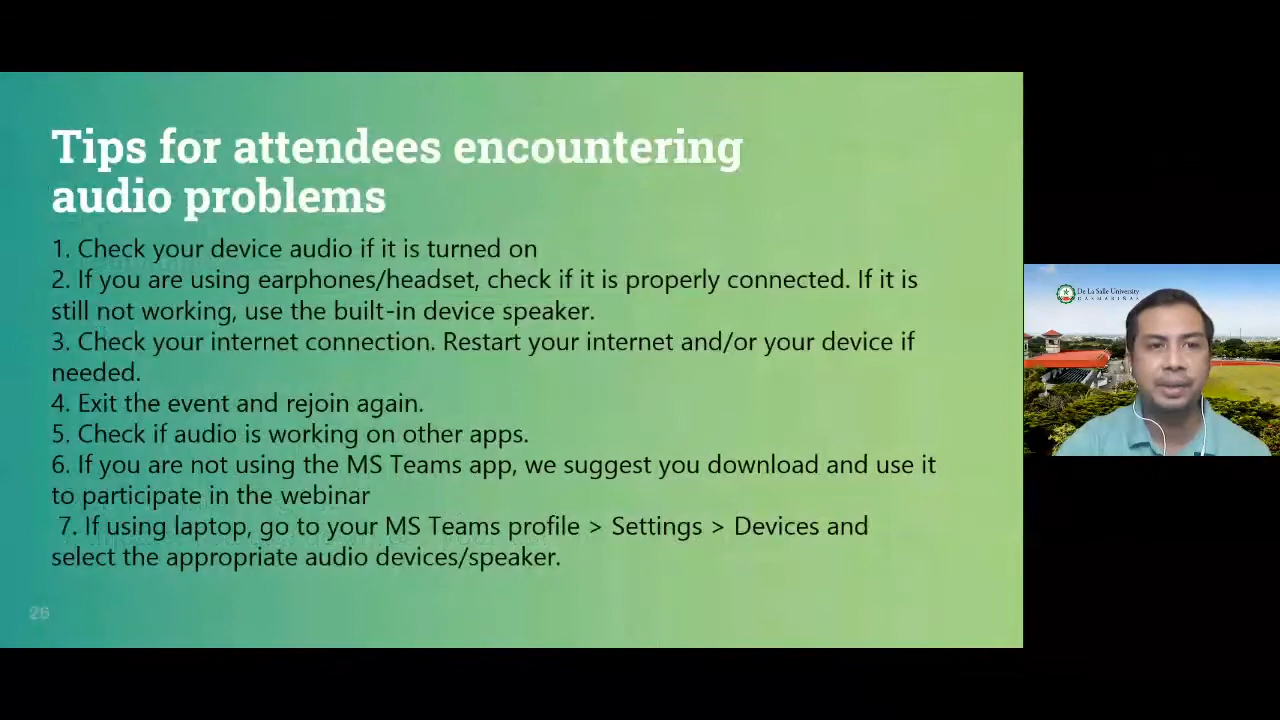 Tips for attendees encountering
audio problems
1. Check your device audio if it is turned on
2. If you are using earphones/headset, check if it is properly connected. If it is
still not working, use the built-in device speaker.
3. Check your internet connection. Restart your internet and/or your device if
needed.
4. Exit the event and rejoin again.
5. Check if audio is working on other apps.
6. If you are not using the MS Teams app, we suggest you download and use it
to participate in the webinar
7. If using laptop, go to your MS Teams profile > Settings > Devices and
select the appropriate audio devices/speaker.
26
De La Salle University
DASMARIÑAS